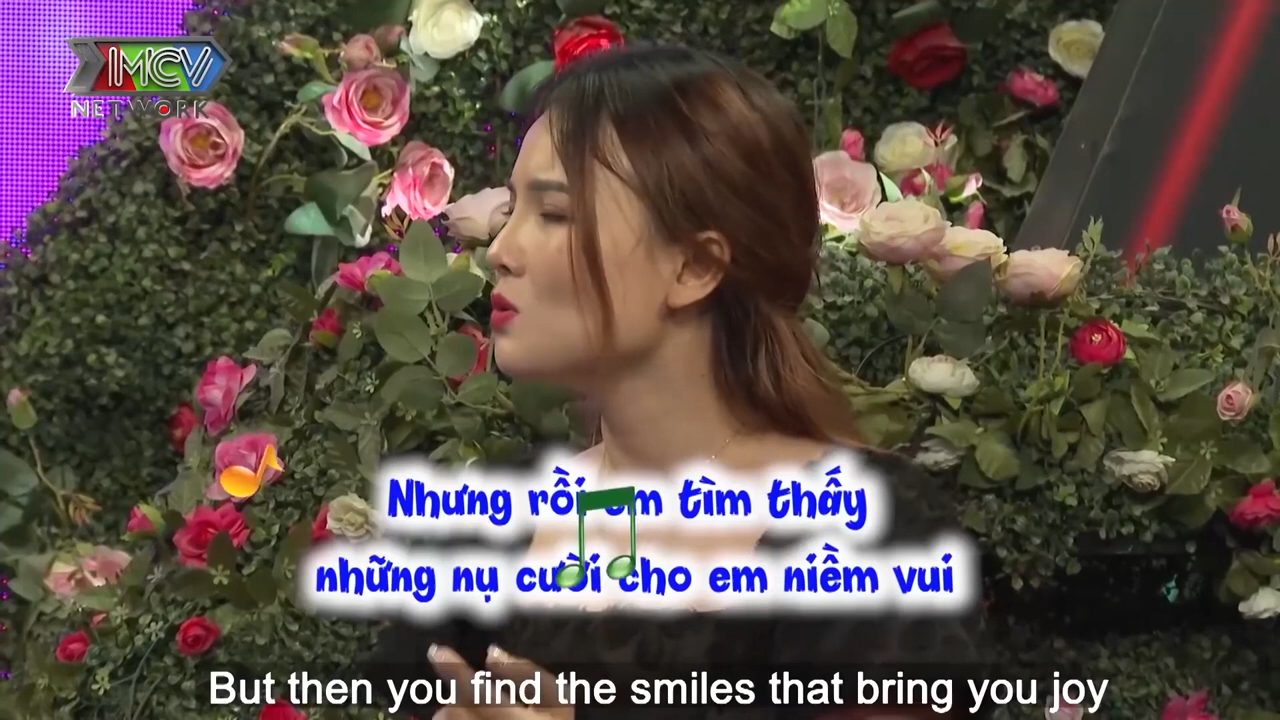 MCV
NETWORK
Nhưng rồi em tìm thấy
những nụ cười cho em niềm vui
But then you find the smiles that bring you joy